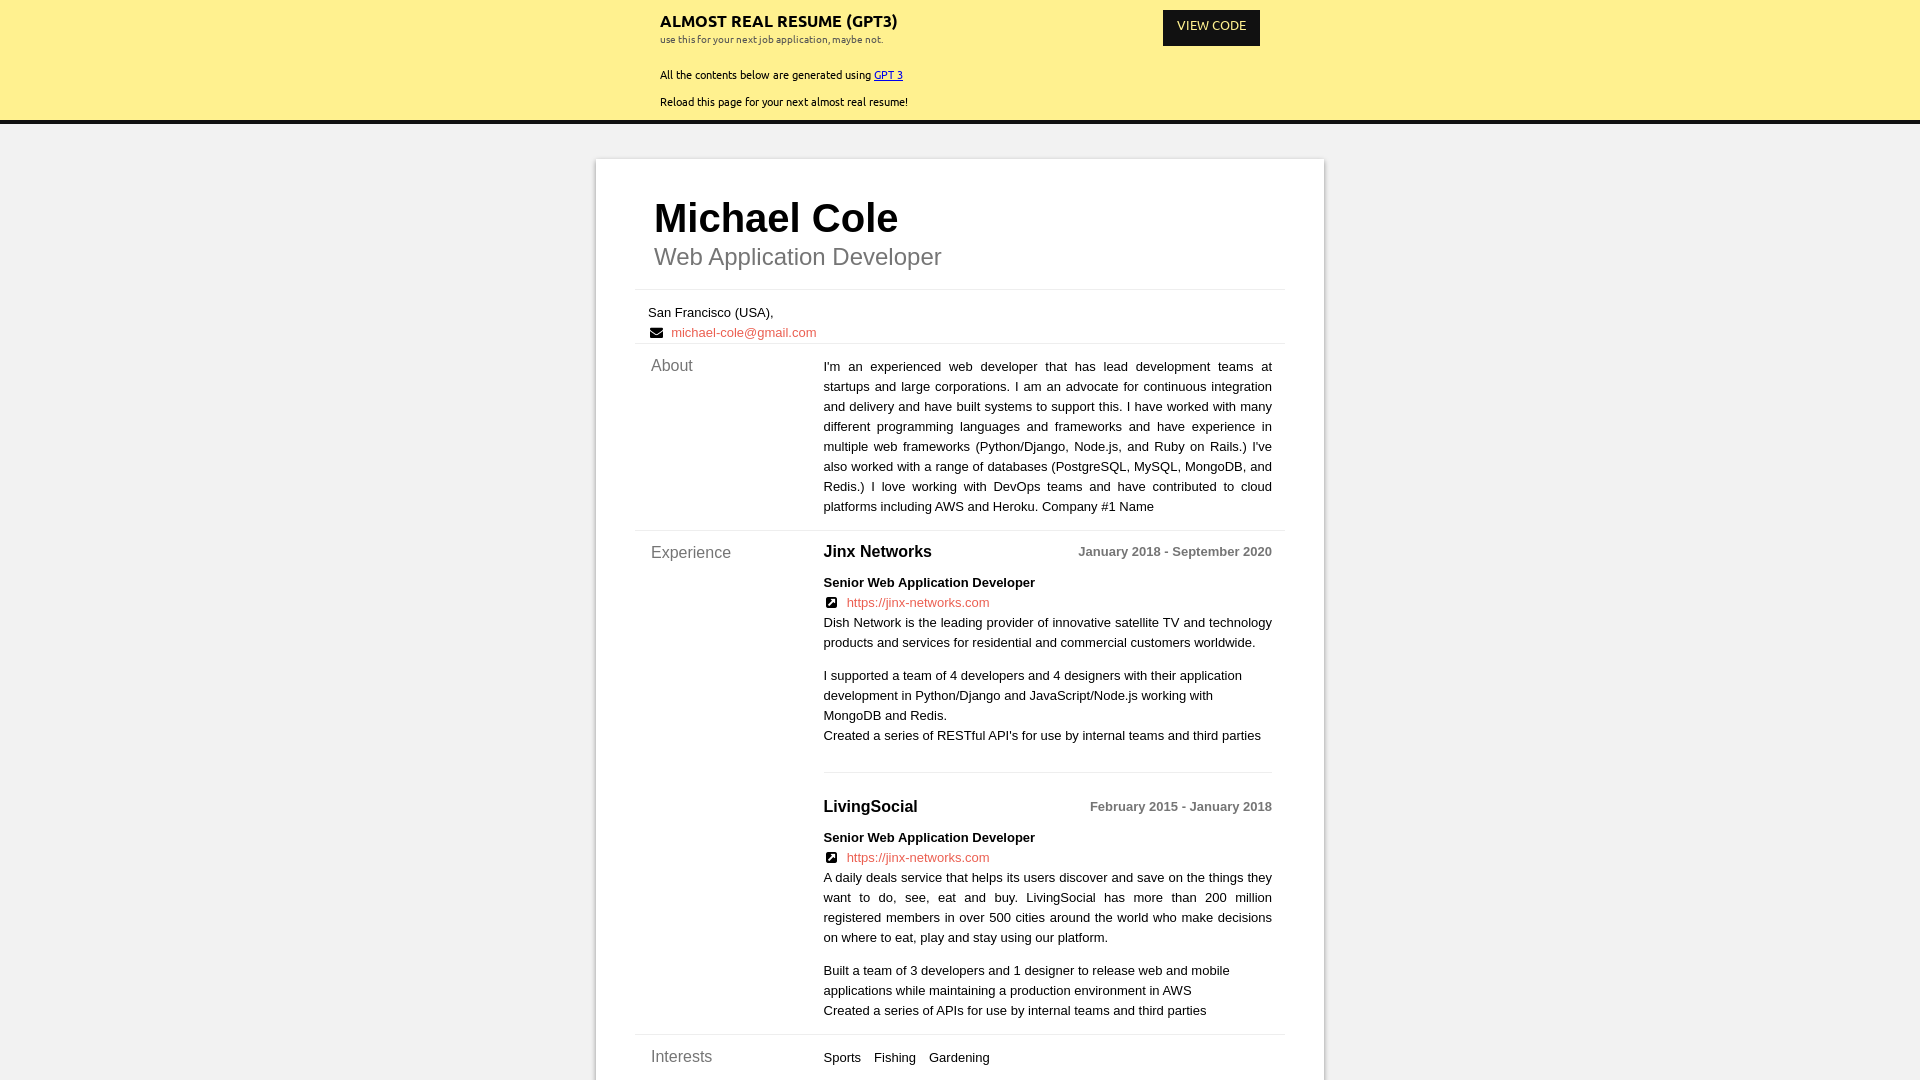 ALMOST REAL RESUME (GPT3)
use this for your next job application, maybe not.
VIEW CODE
All the contents below are generated using GPT 3
Reload this page for your next almost real resume!
Michael Cole
Web Application Developer
San Francisco (USA),
michael-cole@gmail.com
About
I'm an experienced web developer that has lead development teams at
startups and large corporations. I am an advocate for continuous integration
and delivery and have built systems to support this. I have worked with many
different programming languages and frameworks and have experience in
multiple web frameworks (Python/Django, Node.js, and Ruby on Rails.) I've
also worked with a range of databases (PostgreSQL, MySQL, MongoDB, and
Redis.) I love working with DevOps teams and have contributed to cloud
platforms including AWS and Heroku. Company #1 Name
Experience
Jinx Networks January 2018 - September 2020
Senior Web Application Developer
https://jinx-networks.com
Dish Network is the leading provider of innovative satellite TV and technology
products and services for residential and commercial customers worldwide.
I supported a team of 4 developers and 4 designers with their application
development in Python/Django and JavaScript/Node.js working with
MongoDB and Redis.
Created a series of RESTful API's for use by internal teams and third parties
LivingSocial February 2015 - January 2018
Senior Web Application Developer
https://jinx-networks.com
A daily deals service that helps its users discover and save on the things they
want to do, see, eat and buy. LivingSocial has more than 200 million
registered members in over 500 cities around the world who make decisions
on where to eat, play and stay using our platform.
Built a team of 3 developers and 1 designer to release web and mobile
applications while maintaining a production environment in AWS
Created a series of APIs for use by internal teams and third parties
Interests
Sports Fishing Gardening